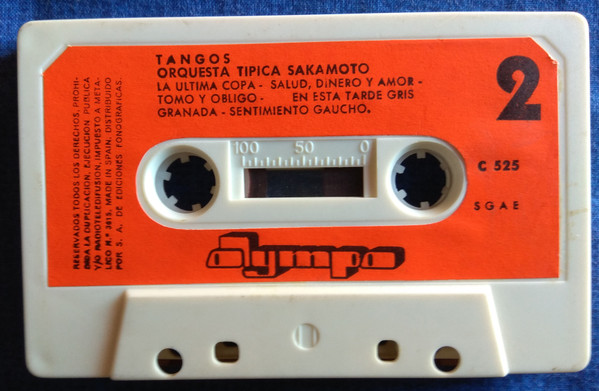 TANGOS
ORQUESTA TIPICA SAKAMOTO
LA ULTIMA COPA - SALUD, DINERO Y AMOR -
TOMO Y OBLIGO - EN ESTA TARDE GRIS
GRANADA - SENTIMIENTO GAUCHO.
2
100 50 0
C 525
SGAE
olympo
RESERVADOS TODOS LOS DERECHOS. PROHI-
BIDA LA DUPLICACION, EJECUCION PUBLICA
Y/O RADIOTELEDIFUSION. IMPUESTO A META-
LICO N.º 3615. MADE IN SPAIN. DISTRIBUIDO
POR S. A. DE EDICIONES FONOGRAFICAS.